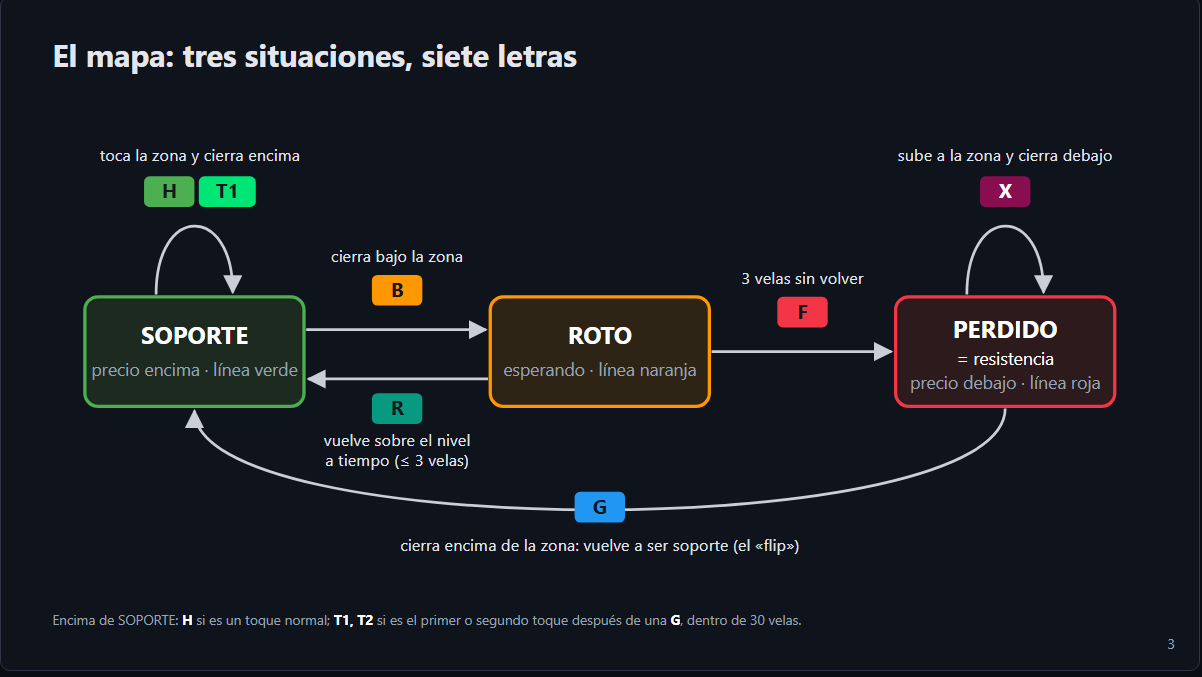 El mapa: tres situaciones, siete letras
toca la zona y cierra encima
H T1
sube a la zona y cierra debajo
X
cierra bajo la zona
B
3 velas sin volver
F
SOPORTE
precio encima · línea verde
ROTO
esperando · línea naranja
PERDIDO
= resistencia
precio debajo · línea roja
R
vuelve sobre el nivel
a tiempo (≤ 3 velas)
G
cierra encima de la zona: vuelve a ser soporte (el «flip»)
Encima de SOPORTE: H si es un toque normal; T1, T2 si es el primer o segundo toque después de una G, dentro de 30 velas.
3